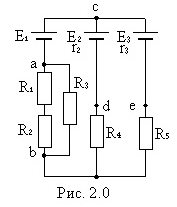 c
E₁ E₂ E₃
r₂ r₃
a
R₁ R₃
d e
R₂ R₄ R₅
b
Рис. 2.0